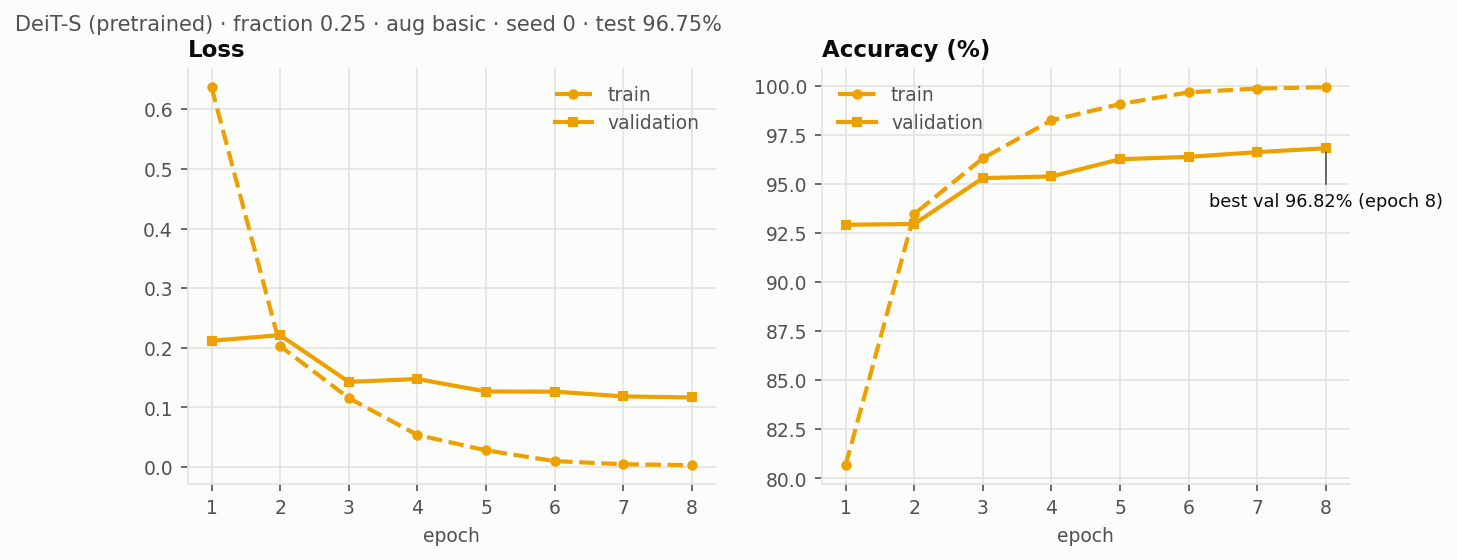 DeiT-S (pretrained) · fraction 0.25 · aug basic · seed 0 · test 96.75%
Loss
train
validation
0.6
0.5
0.4
0.3
0.2
0.1
0.0
1 2 3 4 5 6 7 8
epoch
Accuracy (%)
train
validation
100.0
97.5
95.0
92.5
90.0
87.5
85.0
82.5
80.0
best val 96.82% (epoch 8)
1 2 3 4 5 6 7 8
epoch